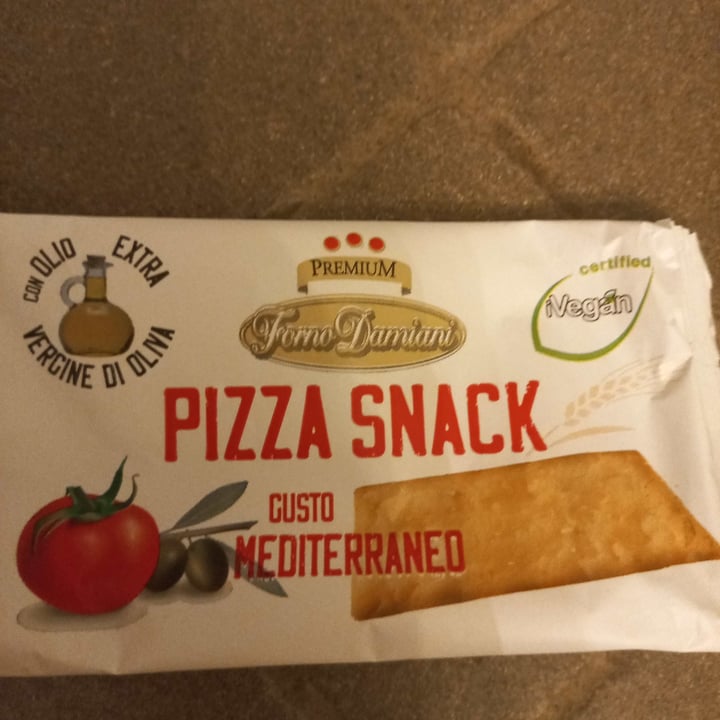 CON OLIO EXTRA
VERGINE DI OLIVA
PREMIUM
Forno Damiani
certified
iVegan
PIZZA SNACK
GUSTO
MEDITERRANEO